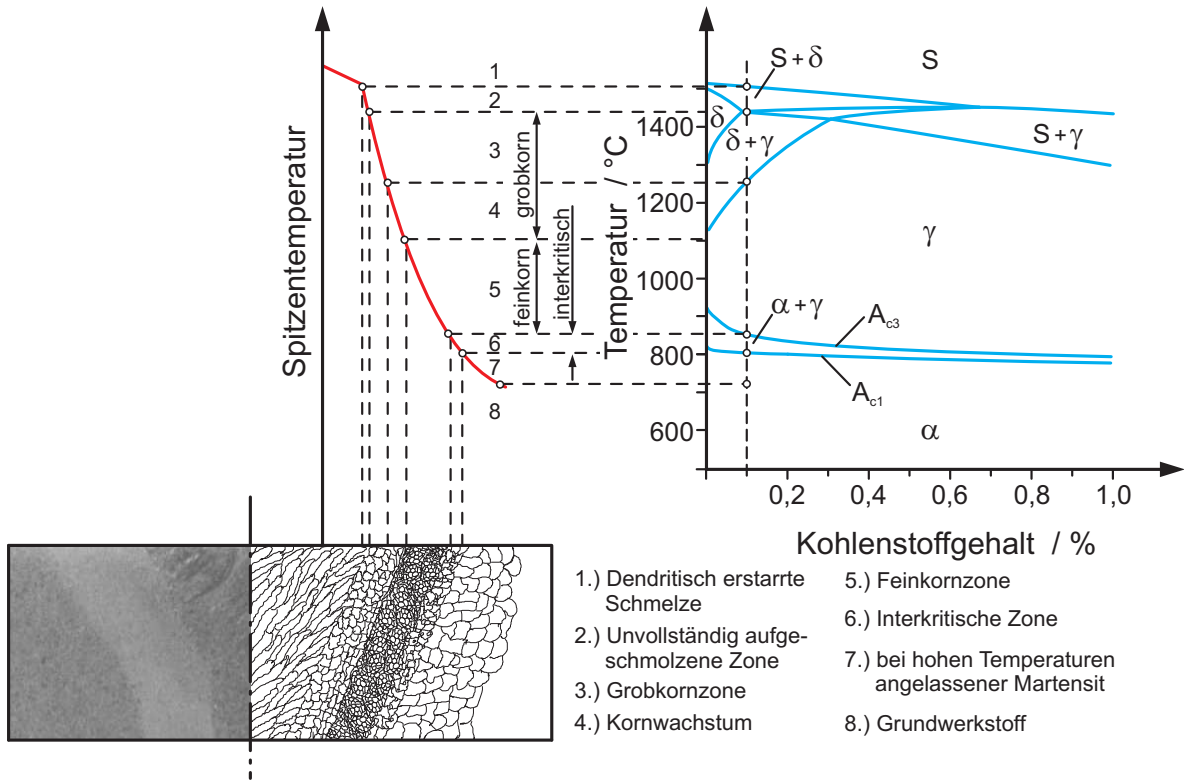 Spitzentemperatur
1
2
3
4
5
6
7
8
grobkorn
feinkorn
interkritisch
Temperatur / °C
1400
1200
1000
800
600
S + δ
S
δ
δ + γ
S + γ
γ
α + γ
Ac3
Ac1
α
0,2 0,4 0,6 0,8 1,0
Kohlenstoffgehalt / %
1.) Dendritisch erstarrte
Schmelze
2.) Unvollständig aufge-
schmolzene Zone
3.) Grobkornzone
4.) Kornwachstum
5.) Feinkornzone
6.) Interkritische Zone
7.) bei hohen Temperaturen
angelassener Martensit
8.) Grundwerkstoff